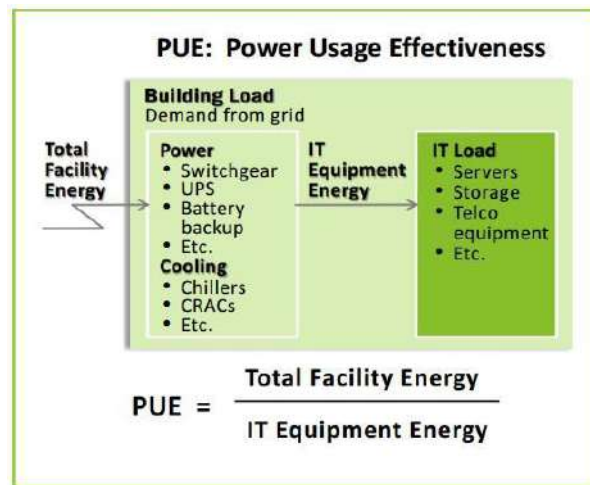 PUE: Power Usage Effectiveness
Building Load
Demand from grid
Total
Facility
Energy
Power
• Switchgear
• UPS
• Battery
backup
• Etc.
Cooling
• Chillers
• CRACs
• Etc.
IT
Equipment
Energy
IT Load
• Servers
• Storage
• Telco
equipment
• Etc.
PUE =
Total Facility Energy
IT Equipment Energy